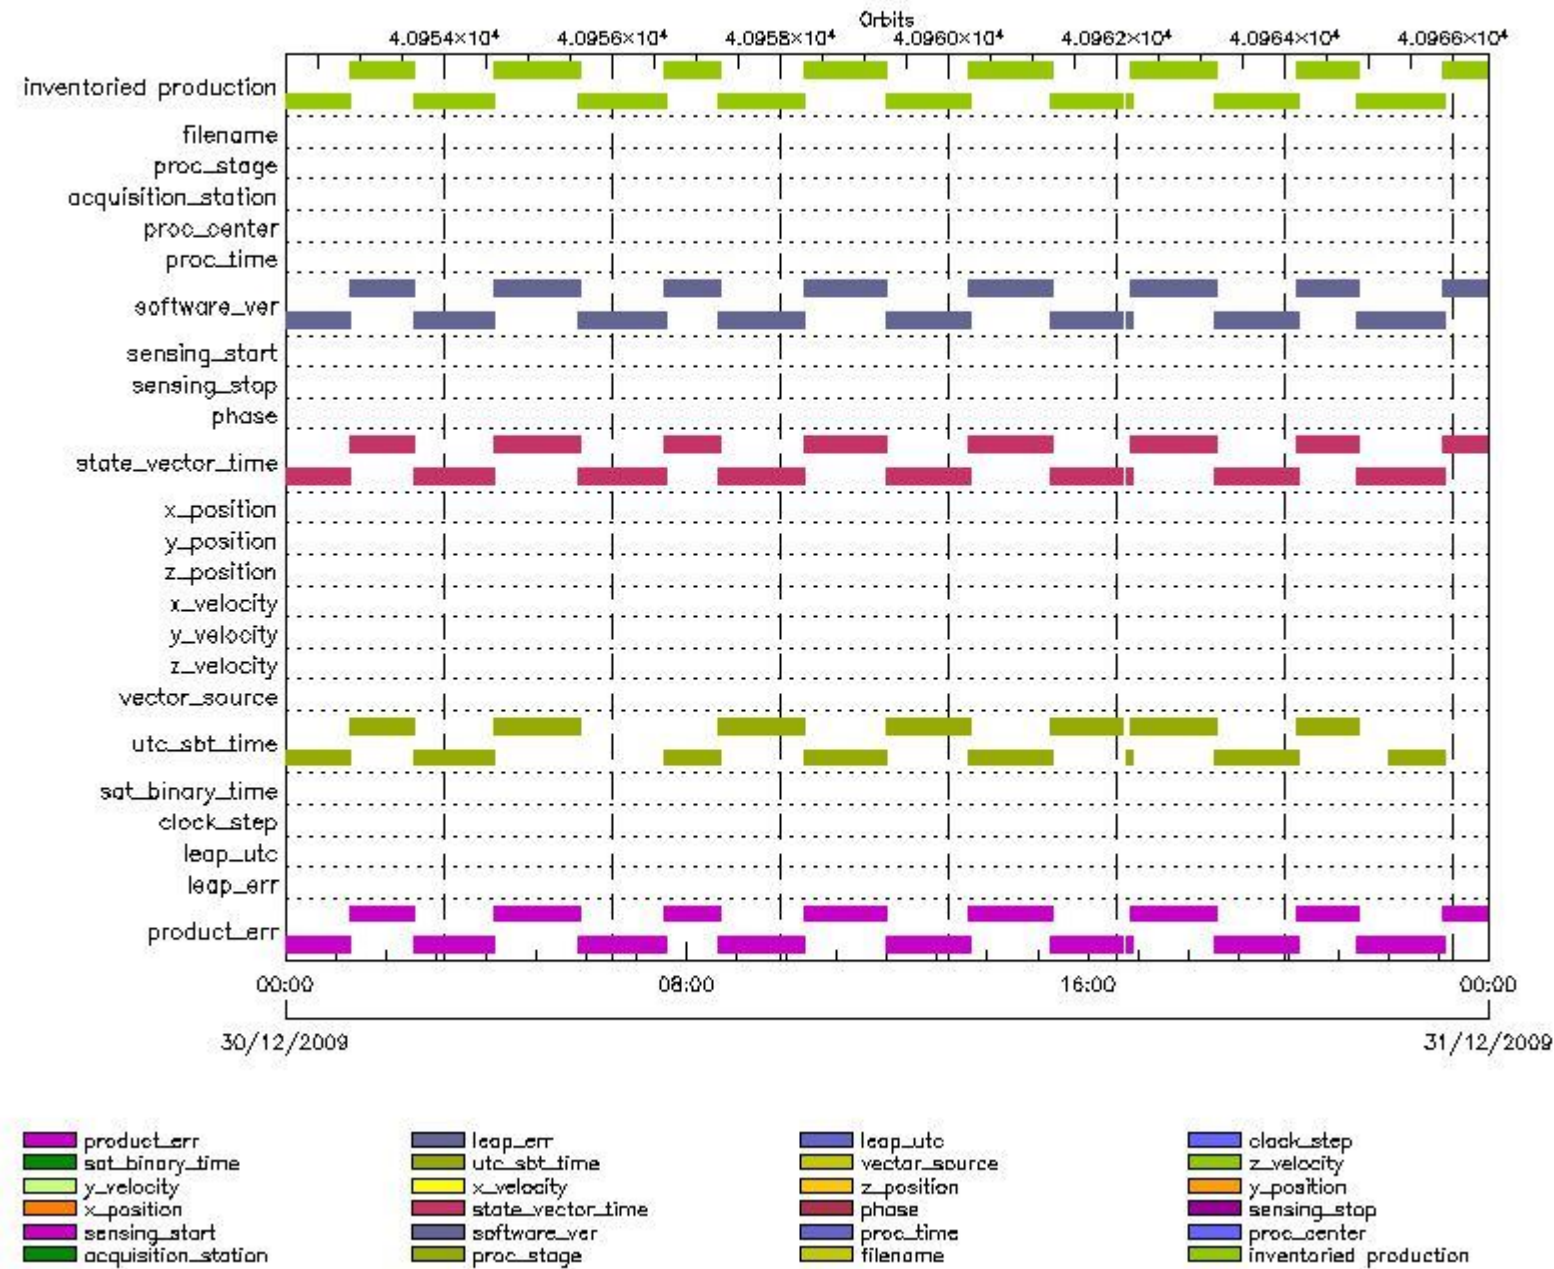 Orbits
4.0954×10⁴ 4.0956×10⁴ 4.0958×10⁴ 4.0960×10⁴ 4.0962×10⁴ 4.0964×10⁴ 4.0966×10⁴
inventoried production
filename
proc_stage
acquisition_station
proc_center
proc_time
software_ver
sensing_start
sensing_stop
phase
state_vector_time
x_position
y_position
z_position
x_velocity
y_velocity
z_velocity
vector_source
utc_sbt_time
sat_binary_time
clock_step
leap_utc
leap_err
product_err
00:00 08:00 16:00 00:00
30/12/2009 31/12/2009
product_err leap_err leap_utc clock_step
sat_binary_time utc_sbt_time vector_source z_velocity
y_velocity x_velocity z_position y_position
x_position state_vector_time phase sensing_stop
sensing_start software_ver proc_time proc_center
acquisition_station proc_stage filename inventoried production